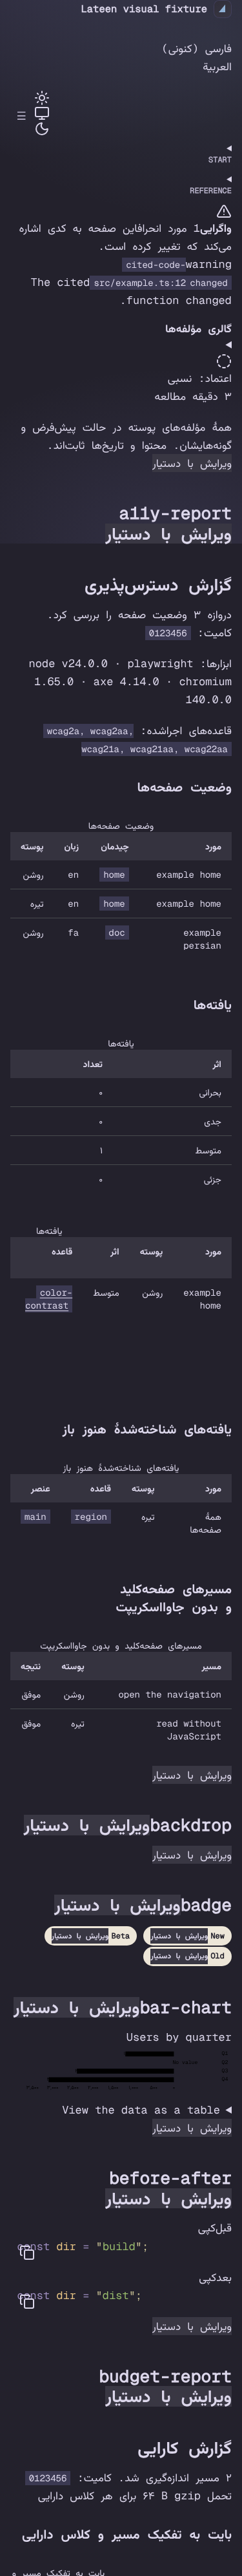 Lateen visual fixture
فارسی (کنونی)
العربية
START
REFERENCE
واگرایی1 مورد انحرافاین صفحه به کدی اشاره
می‌کند که تغییر کرده است.
cited-code-warning
The cited src/example.ts:12 changed
function changed.
گالری مؤلفه‌ها
اعتماد: نسبی
۳ دقیقه مطالعه
همهٔ مؤلفه‌های پوسته در حالت پیش‌فرض و
گونه‌هایشان. محتوا و تاریخ‌ها ثابت‌اند.
ویرایش با دستیار
a11y-report
ویرایش با دستیار
گزارش دسترس‌پذیری
دروازه ۳ وضعیت صفحه را بررسی کرد.
کامیت: 0123456
ابزارها: node v24.0.0 · playwright
1.65.0 · axe 4.14.0 · chromium
140.0.0
قاعده‌های اجراشده: wcag2a, wcag2aa,
wcag21a, wcag21aa, wcag22aa
وضعیت صفحه‌ها
وضعیت صفحه‌ها
مورد چیدمان زبان پوسته
example home home en روشن
example home home en تیره
example doc fa روشن
persian
یافته‌ها
یافته‌ها
اثر تعداد
بحرانی ۰
جدی ۰
متوسط ۱
جزئی ۰
یافته‌ها
مورد پوسته اثر قاعده
example روشن متوسط color-
home contrast
یافته‌های شناخته‌شدهٔ هنوز باز
یافته‌های شناخته‌شدهٔ هنوز باز
مورد پوسته قاعده عنصر
همهٔ تیره region main
صفحه‌ها
مسیرهای صفحه‌کلید
و بدون جاوااسکریپت
مسیرهای صفحه‌کلید و بدون جاوااسکریپت
مسیر پوسته نتیجه
open the navigation روشن موفق
read without تیره موفق
JavaScript
ویرایش با دستیار
backdrop ویرایش با دستیار
ویرایش با دستیار
badge ویرایش با دستیار
New ویرایش با دستیار Beta ویرایش با دستیار
Old ویرایش با دستیار
bar-chart ویرایش با دستیار
Users by quarter
View the data as a table
ویرایش با دستیار
before-after
ویرایش با دستیار
قبل‌کپی
const dir = "build";
بعدکپی
const dir = "dist";
ویرایش با دستیار
budget-report
ویرایش با دستیار
گزارش کارایی
۲ مسیر اندازه‌گیری شد. کامیت: 0123456
تحمل ۶۴ B gzip برای هر کلاس دارایی
بایت به تفکیک مسیر و کلاس دارایی
بایت به تفکیک مسیر و